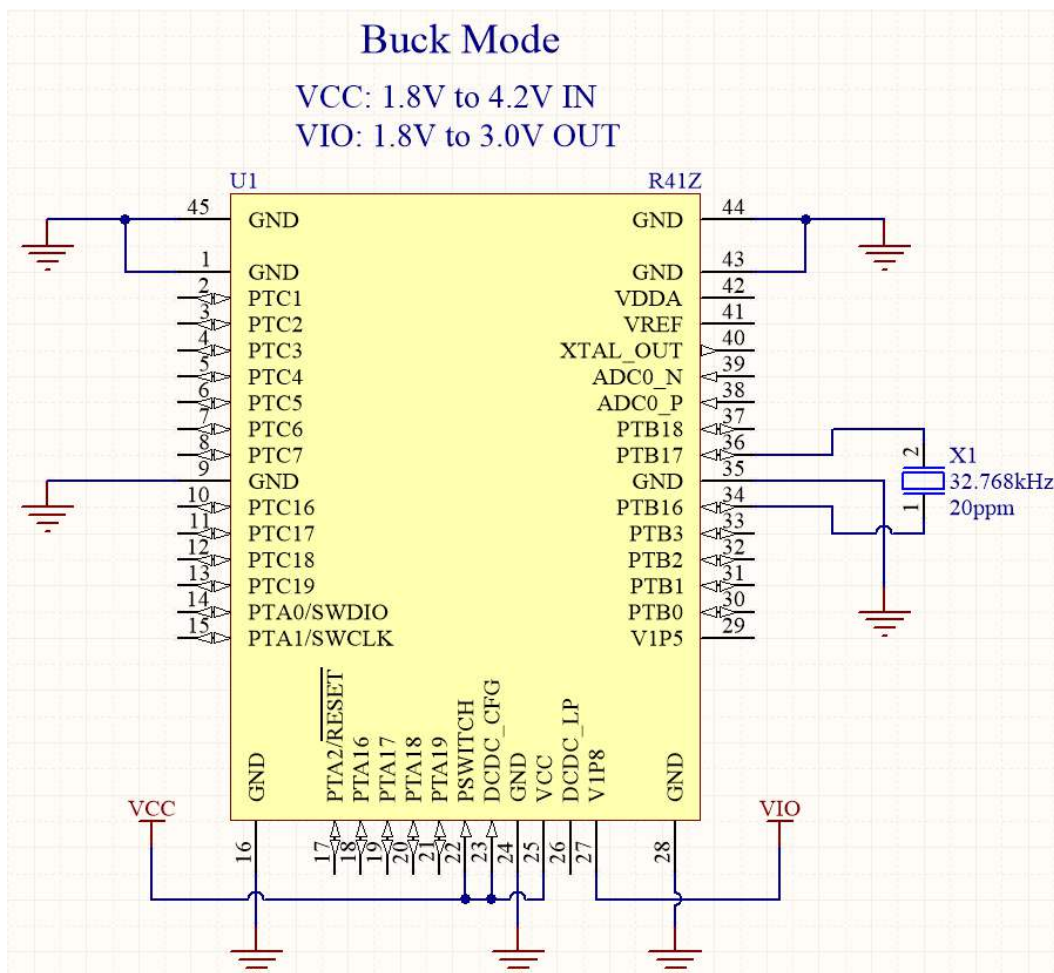 Buck Mode
VCC: 1.8V to 4.2V IN
VIO: 1.8V to 3.0V OUT
U1 R41Z
45 GND GND 44
1 GND GND 43
2 PTC1 VDDA 42
3 PTC2 VREF 41
4 PTC3 XTAL_OUT 40
5 PTC4 ADC0_N 39
6 PTC5 ADC0_P 38
7 PTC6 PTB18 37
8 PTC7 PTB17 36
9 GND GND 35
10 PTC16 PTB16 34
11 PTC17 PTB3 33
12 PTC18 PTB2 32
13 PTC19 PTB1 31
14 PTA0/SWDIO PTB0 30
15 PTA1/SWCLK V1P5 29
2 X1
32.768kHz
1 20ppm
GND
PTA2/RESET
PTA16
PTA17
PTA18
PTA19
PSWITCH
DCDC_CFG
GND
VCC
DCDC_LP
V1P8
GND
VCC VIO
16 17 18 19 20 21 22 23 24 25 26 27 28